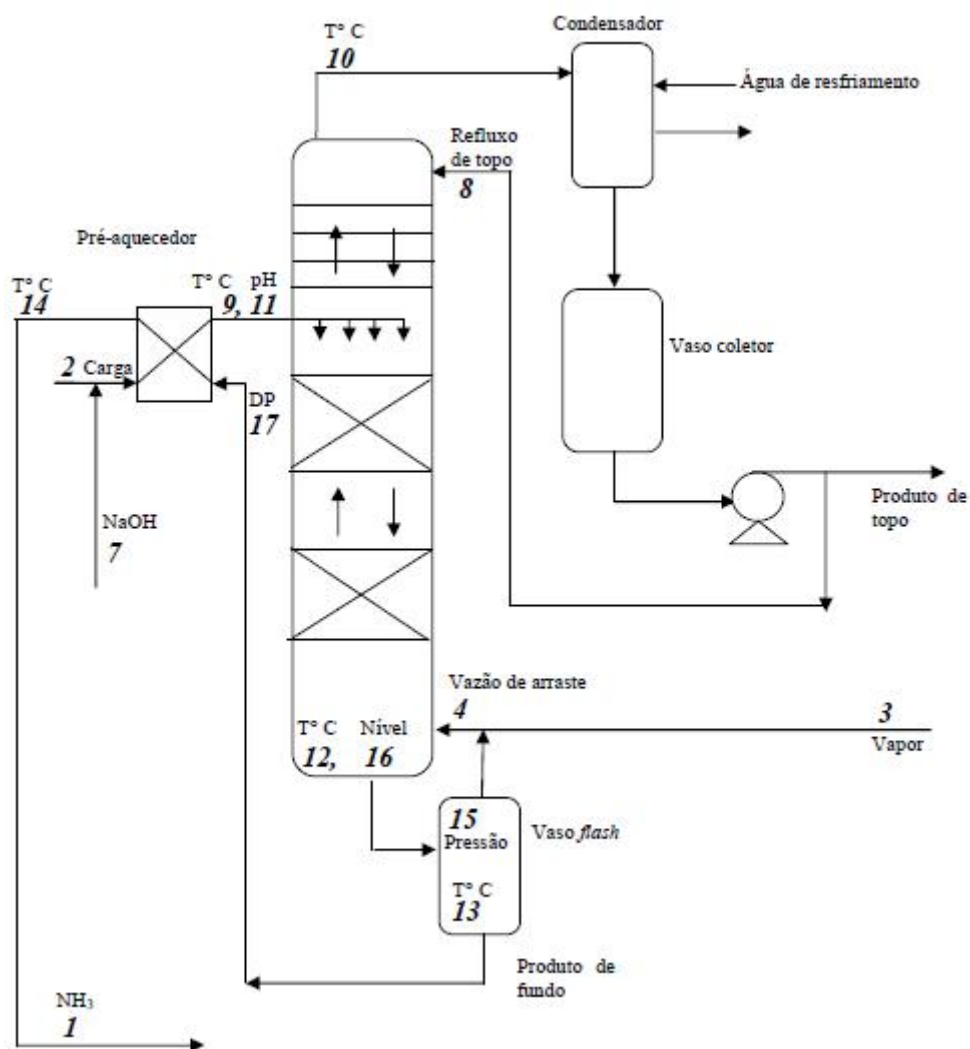 Condensador
T° C
10
Água de resfriamento
Refluxo
de topo
8
Pré-aquecedor
T° C
14
T° C pH
9, 11
2 Carga
Vaso coletor
DP
17
NaOH
7
Produto de
topo
Vazão de arraste
4
3
Vapor
T° C Nível
12, 16
15
Pressão
Vaso flash
T° C
13
Produto de
fundo
NH₃
1